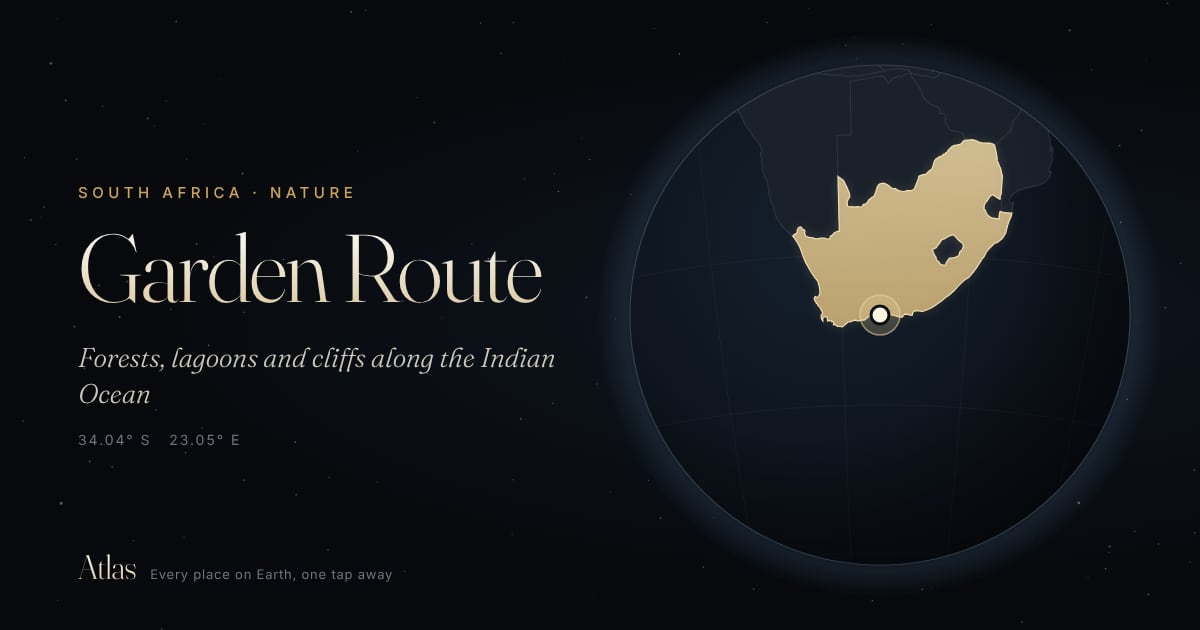 SOUTH AFRICA · NATURE
Garden Route
Forests, lagoons and cliffs along the Indian
Ocean
34.04° S 23.05° E
Atlas Every place on Earth, one tap away